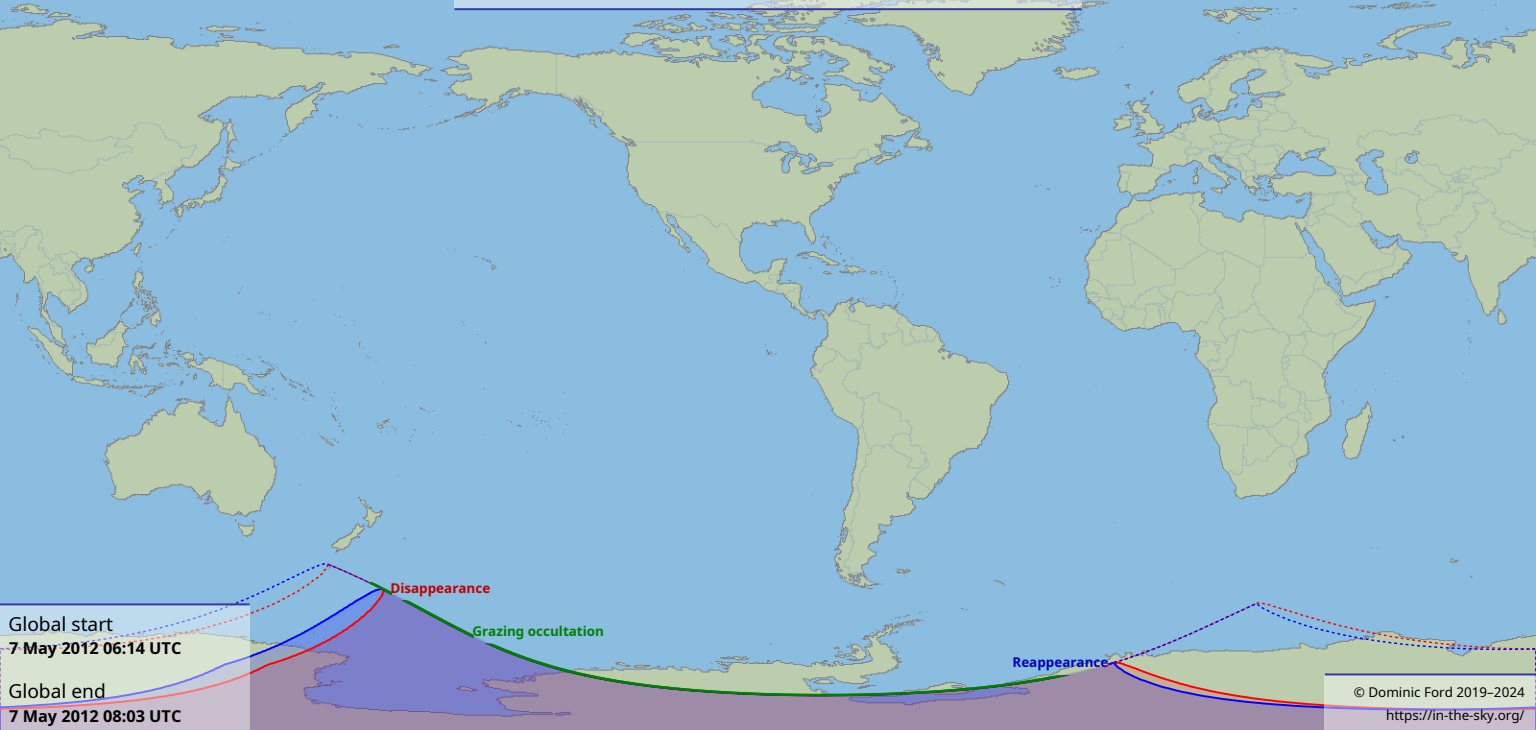 Disappearance
Grazing occultation
Reappearance
Global start
7 May 2012 06:14 UTC
Global end
7 May 2012 08:03 UTC
© Dominic Ford 2019–2024
https://in-the-sky.org/